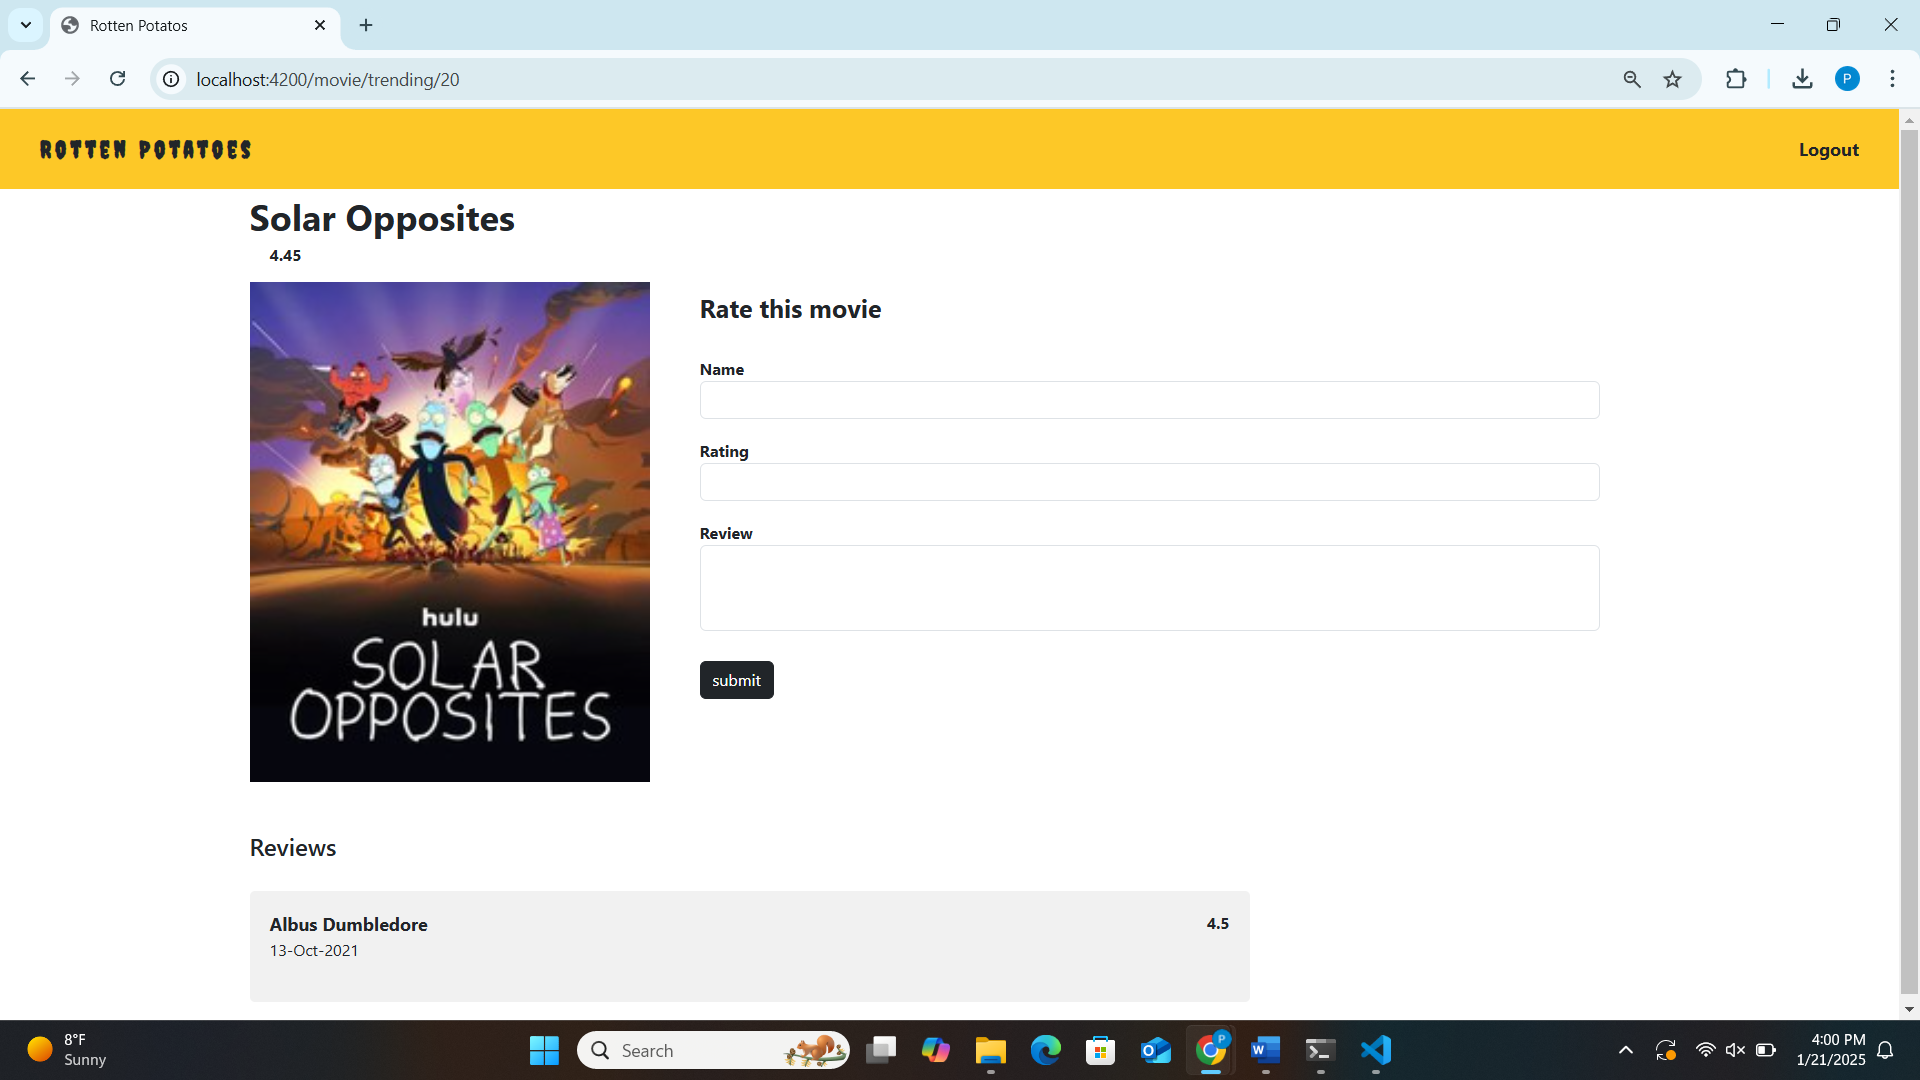 Rotten Potatos
localhost:4200/movie/trending/20
P
ROTTEN POTATOES
Logout
Solar Opposites
4.45
Rate this movie
Name
Rating
Review
hulu
SOLAR
OPPOSITES
submit
Reviews
Albus Dumbledore
4.5
13-Oct-2021
8°F
Sunny
Search
4:00 PM
1/21/2025